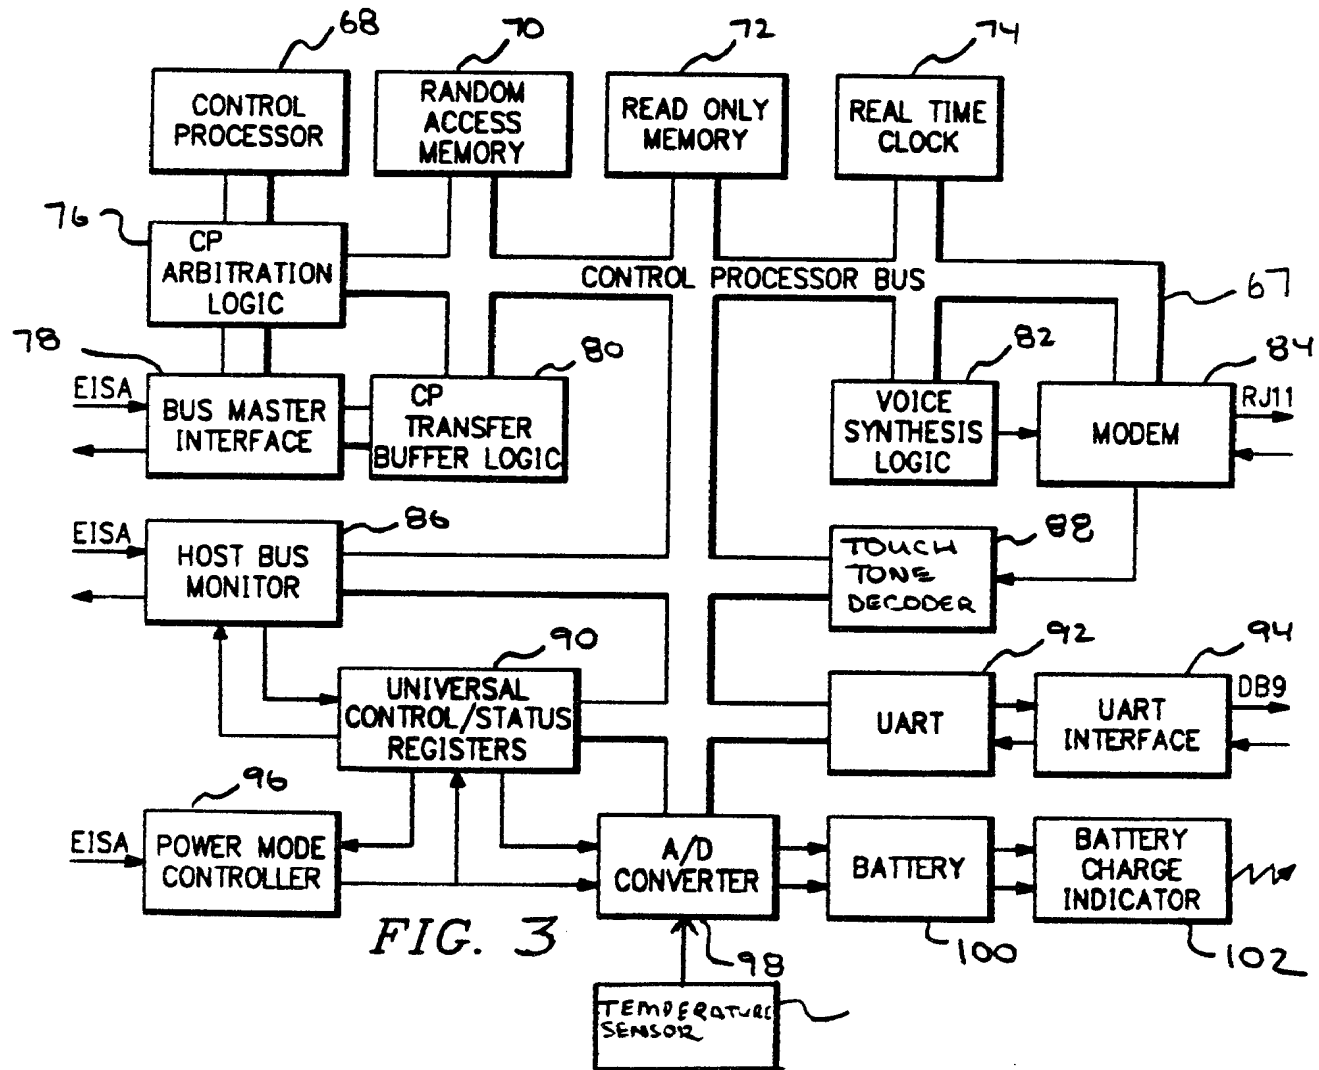 68
70
72
74
CONTROL
PROCESSOR
RANDOM
ACCESS
MEMORY
READ ONLY
MEMORY
REAL TIME
CLOCK
76
CP
ARBITRATION
LOGIC
CONTROL PROCESSOR BUS
67
78
80
82
84
EISA
BUS MASTER
INTERFACE
CP
TRANSFER
BUFFER LOGIC
VOICE
SYNTHESIS
LOGIC
MODEM
RJ11
86
88
EISA
HOST BUS
MONITOR
TOUCH
TONE
DECODER
90
92
94
UNIVERSAL
CONTROL/STATUS
REGISTERS
UART
UART
INTERFACE
DB9
96
EISA
POWER MODE
CONTROLLER
A/D
CONVERTER
BATTERY
BATTERY
CHARGE
INDICATOR
FIG. 3
98
100
102
TEMPERATURE
SENSOR